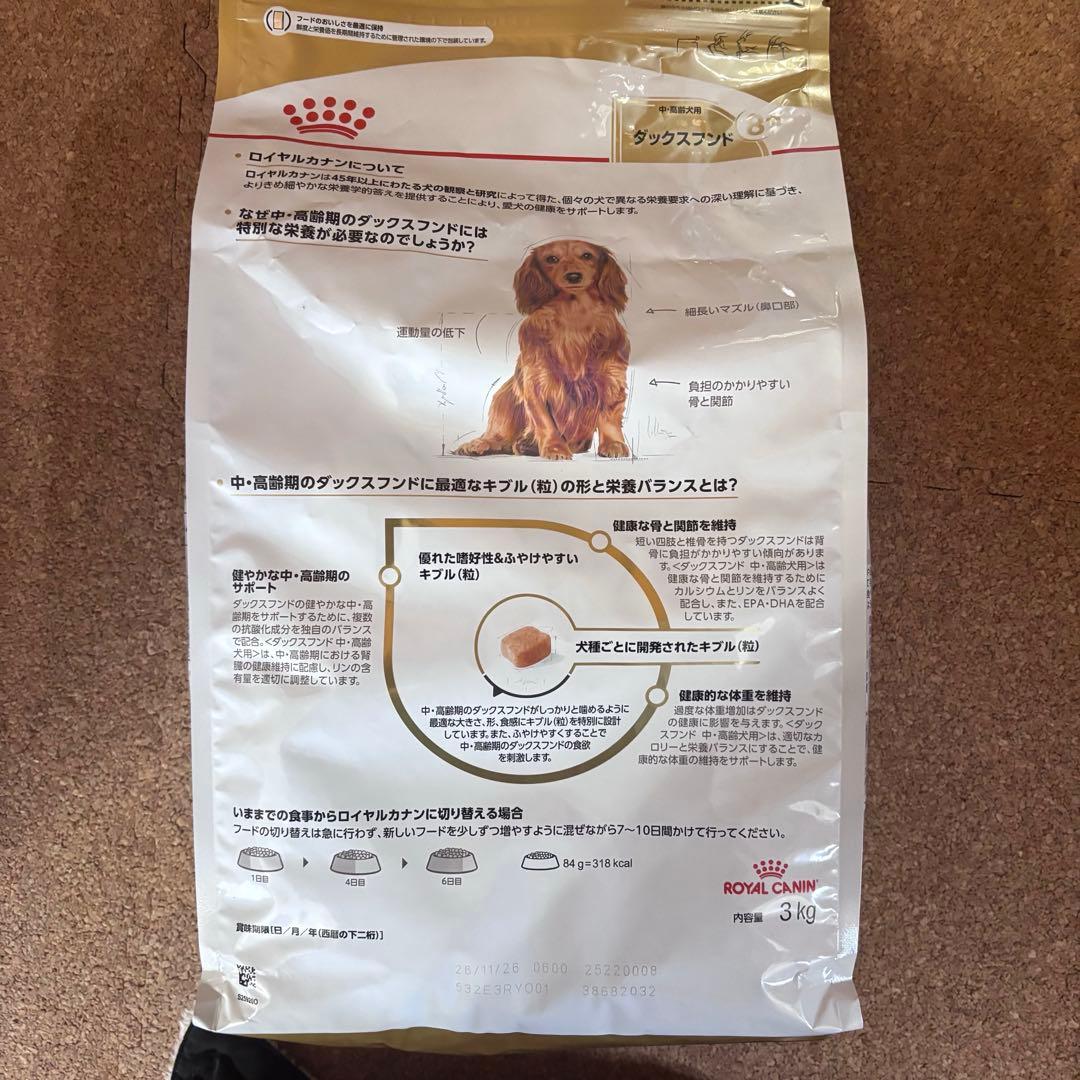 フードのおいしさを最適に保持
鮮度と栄養価を長期間維持するために管理された環境の下で包装しています。
中・高齢犬用
ダックスフンド
8+
ロイヤルカナンについて
ロイヤルカナンは45年以上にわたる犬の観察と研究によって得た、個々の犬で異なる栄養要求への深い理解に基づき、
よりきめ細やかな栄養学的答えを提供することにより、愛犬の健康をサポートします。
なぜ中・高齢期のダックスフンドには
特別な栄養が必要なのでしょうか?
細長いマズル(鼻口部)
運動量の低下
負担のかかりやすい
骨と関節
中・高齢期のダックスフンドに最適なキブル(粒)の形と栄養バランスとは?
健康な骨と関節を維持
短い四肢と椎骨を持つダックスフンドは背
骨に負担がかかりやすい傾向がありま
す。<ダックスフンド 中・高齢犬用>は
健康な骨と関節を維持するために
カルシウムとリンをバランスよく
配合し、また、EPA・DHAを配合
しています。
優れた嗜好性&ふやけやすい
キブル(粒)
健やかな中・高齢期の
サポート
ダックスフンドの健やかな中・高
齢期をサポートするために、複数
の抗酸化成分を独自のバランス
で配合。<ダックスフンド 中・高齢
犬用>は、中・高齢期における腎
臓の健康維持に配慮し、リンの含
有量を適切に調整しています。
犬種ごとに開発されたキブル(粒)
中・高齢期のダックスフンドがしっかりと噛めるように
最適な大きさ、形、食感にキブル(粒)を特別に設計
しています。また、ふやけやすくすることで
中・高齢期のダックスフンドの食欲
を刺激します。
健康的な体重を維持
過度な体重増加はダックスフンド
の健康に影響を与えます。<ダック
スフンド 中・高齢犬用>は、適切なカ
ロリーと栄養バランスにすることで、健
康的な体重の維持をサポートします。
いままでの食事からロイヤルカナンに切り替える場合
フードの切り替えは急に行わず、新しいフードを少しずつ増やすように混ぜながら7〜10日間かけて行ってください。
1日目
4日目
6日目
84 g=318 kcal
ROYAL CANIN
内容量 3 kg
賞味期限[日/月/年(西暦の下二桁)]
26/11/26 0600 25220008
532E3RY001 38682032